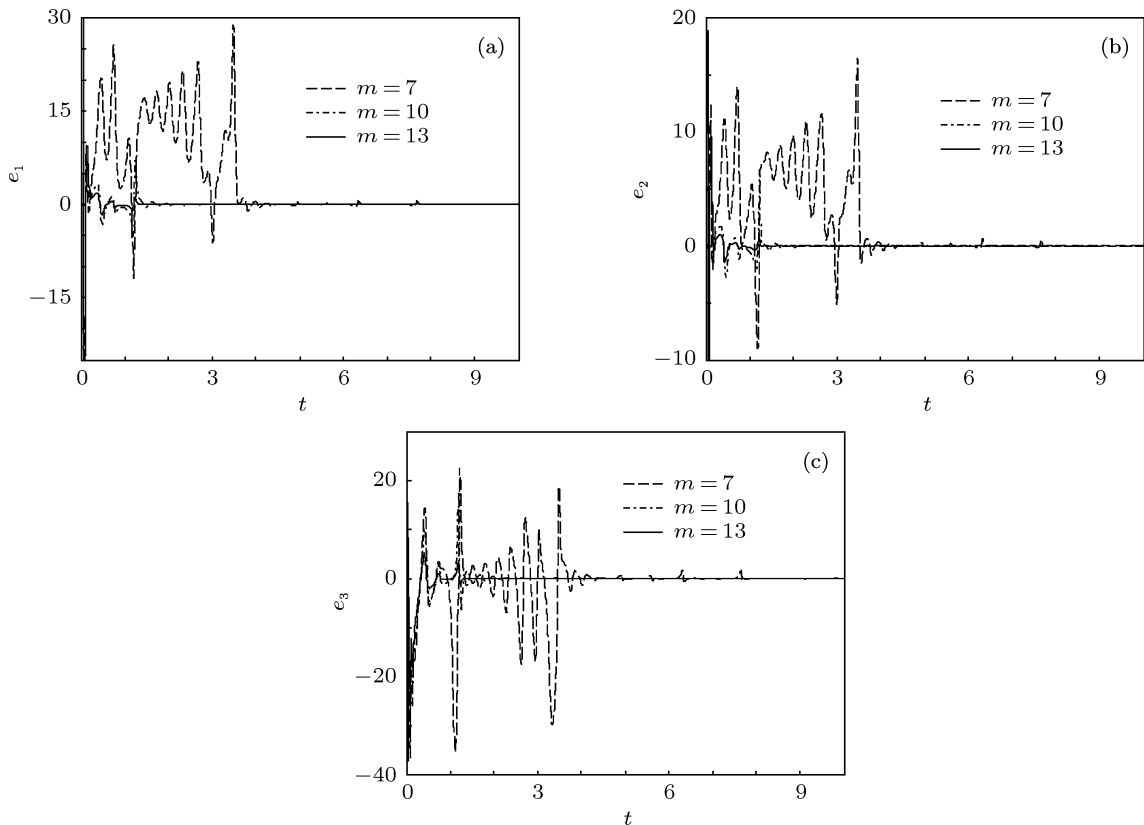 30
15
0
−15
e1
(a)
m = 7
m = 10
m = 13
0 3 6 9
t
20
10
0
−10
e2
(b)
m = 7
m = 10
m = 13
0 3 6 9
t
20
0
−20
−40
e3
(c)
m = 7
m = 10
m = 13
0 3 6 9
t